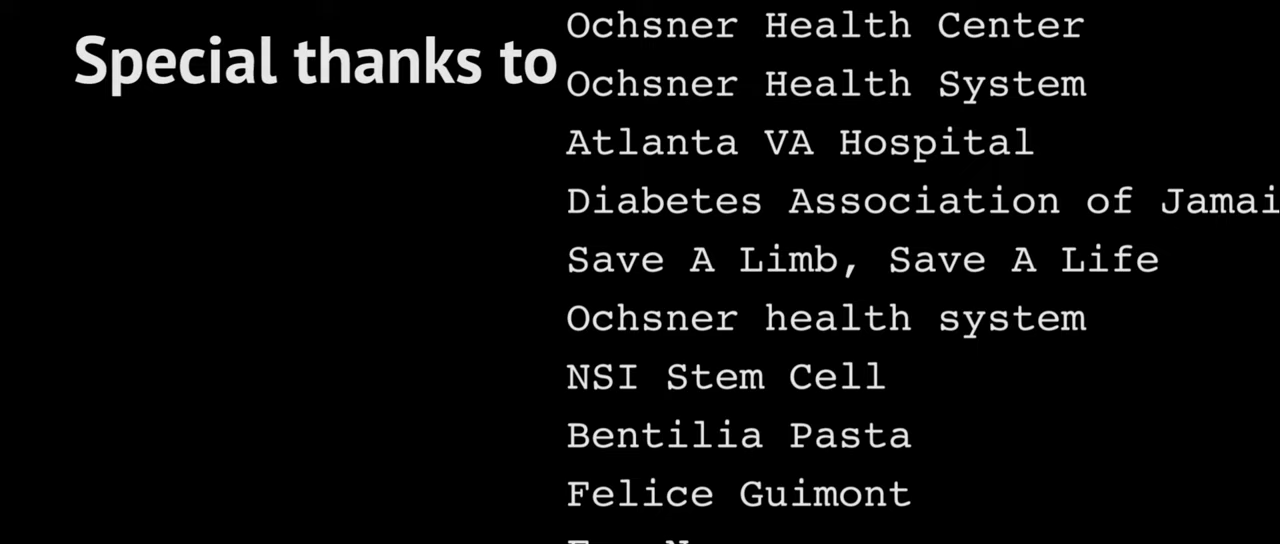 Special thanks to
Ochsner Health Center
Ochsner Health System
Atlanta VA Hospital
Diabetes Association of
Save A Limb, Save A Life
Ochsner health system
NSI Stem Cell
Bentilia Pasta
Felice Guimont